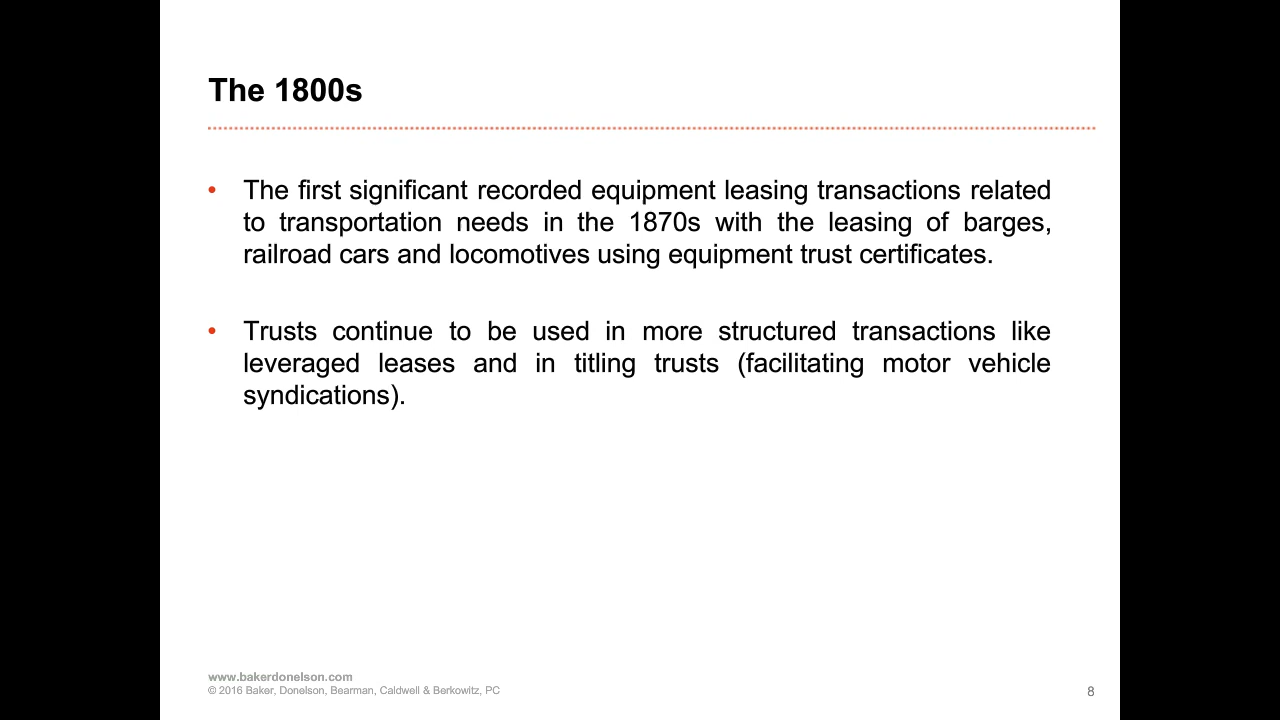 The 1800s
• The first significant recorded equipment leasing transactions related
to transportation needs in the 1870s with the leasing of barges,
railroad cars and locomotives using equipment trust certificates.
• Trusts continue to be used in more structured transactions like
leveraged leases and in titling trusts (facilitating motor vehicle
syndications).
www.bakerdonelson.com
© 2016 Baker, Donelson, Bearman, Caldwell & Berkowitz, PC
8